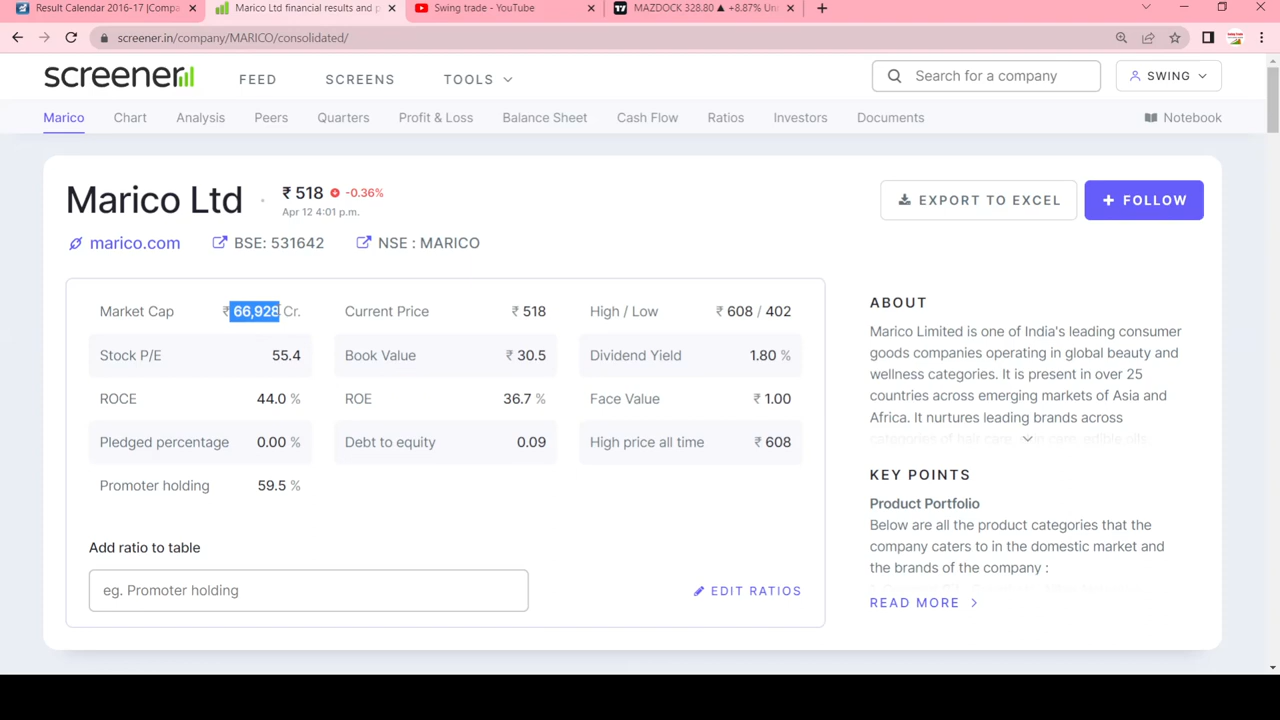 Result Calendar 2016-17 |Compa
Marico Ltd financial results and p
Swing trade - YouTube
MAZDOCK 328.80 ▲ +8.87% Un
screener.in/company/MARICO/consolidated/
screener
FEED
SCREENS
TOOLS
Search for a company
SWING
Marico
Chart
Analysis
Peers
Quarters
Profit & Loss
Balance Sheet
Cash Flow
Ratios
Investors
Documents
Notebook
Marico Ltd
₹ 518
-0.36%
Apr 12 4:01 p.m.
EXPORT TO EXCEL
+ FOLLOW
marico.com
BSE: 531642
NSE : MARICO
Market Cap ₹ 66,928 Cr.
Current Price ₹ 518
High / Low ₹ 608 / 402
Stock P/E 55.4
Book Value ₹ 30.5
Dividend Yield 1.80 %
ROCE 44.0 %
ROE 36.7 %
Face Value ₹ 1.00
Pledged percentage 0.00 %
Debt to equity 0.09
High price all time ₹ 608
Promoter holding 59.5 %
Add ratio to table
eg. Promoter holding
EDIT RATIOS
ABOUT
Marico Limited is one of India's leading consumer
goods companies operating in global beauty and
wellness categories. It is present in over 25
countries across emerging markets of Asia and
Africa. It nurtures leading brands across
categories of hair care, skin care, edible oils
KEY POINTS
Product Portfolio
Below are all the product categories that the
company caters to in the domestic market and
the brands of the company :
READ MORE